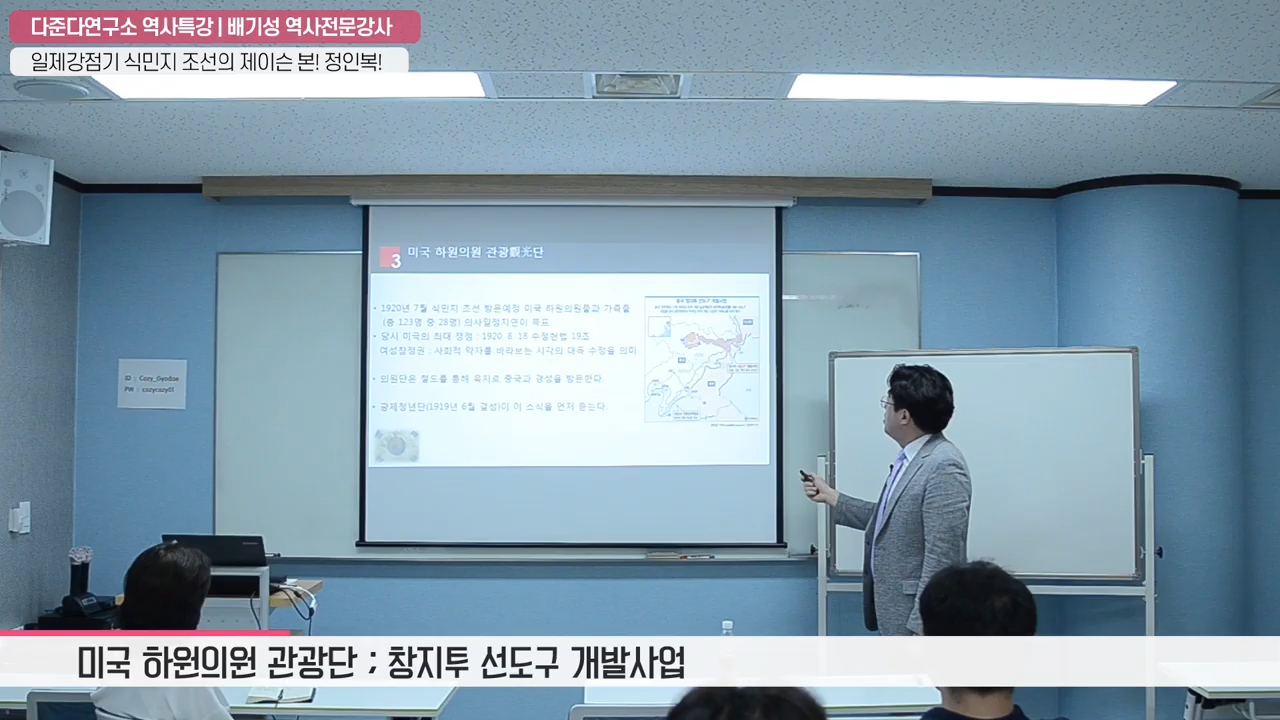 다준다연구소 역사특강 | 배기성 역사전문강사
일제강점기 식민지 조선의 제이슨 본! 정인복!
3 미국 하원의원 관광觀光단
• 1920년 7월 식민지 조선 방문예정 미국 하원의원들과 가족들
(총 123명 중 28명) 의사일정지연이 목표
• 당시 미국의 최대 쟁점 : 1920. 8. 18 수정헌법 19조
여성참정권 : 사회적 약자를 바라보는 시각의 대폭 수정을 의미
• 의원단은 철도를 통해 육지로 중국과 경성을 방문한다
• 광제청년단(1919년 6월 결성)이 이 소식을 먼저 듣는다.
ID : Cozy_Gyodae
PW : cozycozy01
미국 하원의원 관광단 ; 창지투 선도구 개발사업